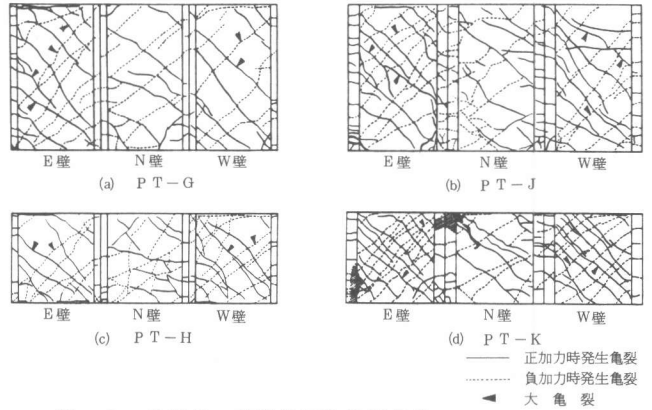 E壁 N壁 W壁
(a) PT－G
E壁 N壁 W壁
(b) PT－J
E壁 N壁 W壁
(c) PT－H
E壁 N壁 W壁
(d) PT－K
正加力時発生亀裂
負加力時発生亀裂
大亀裂